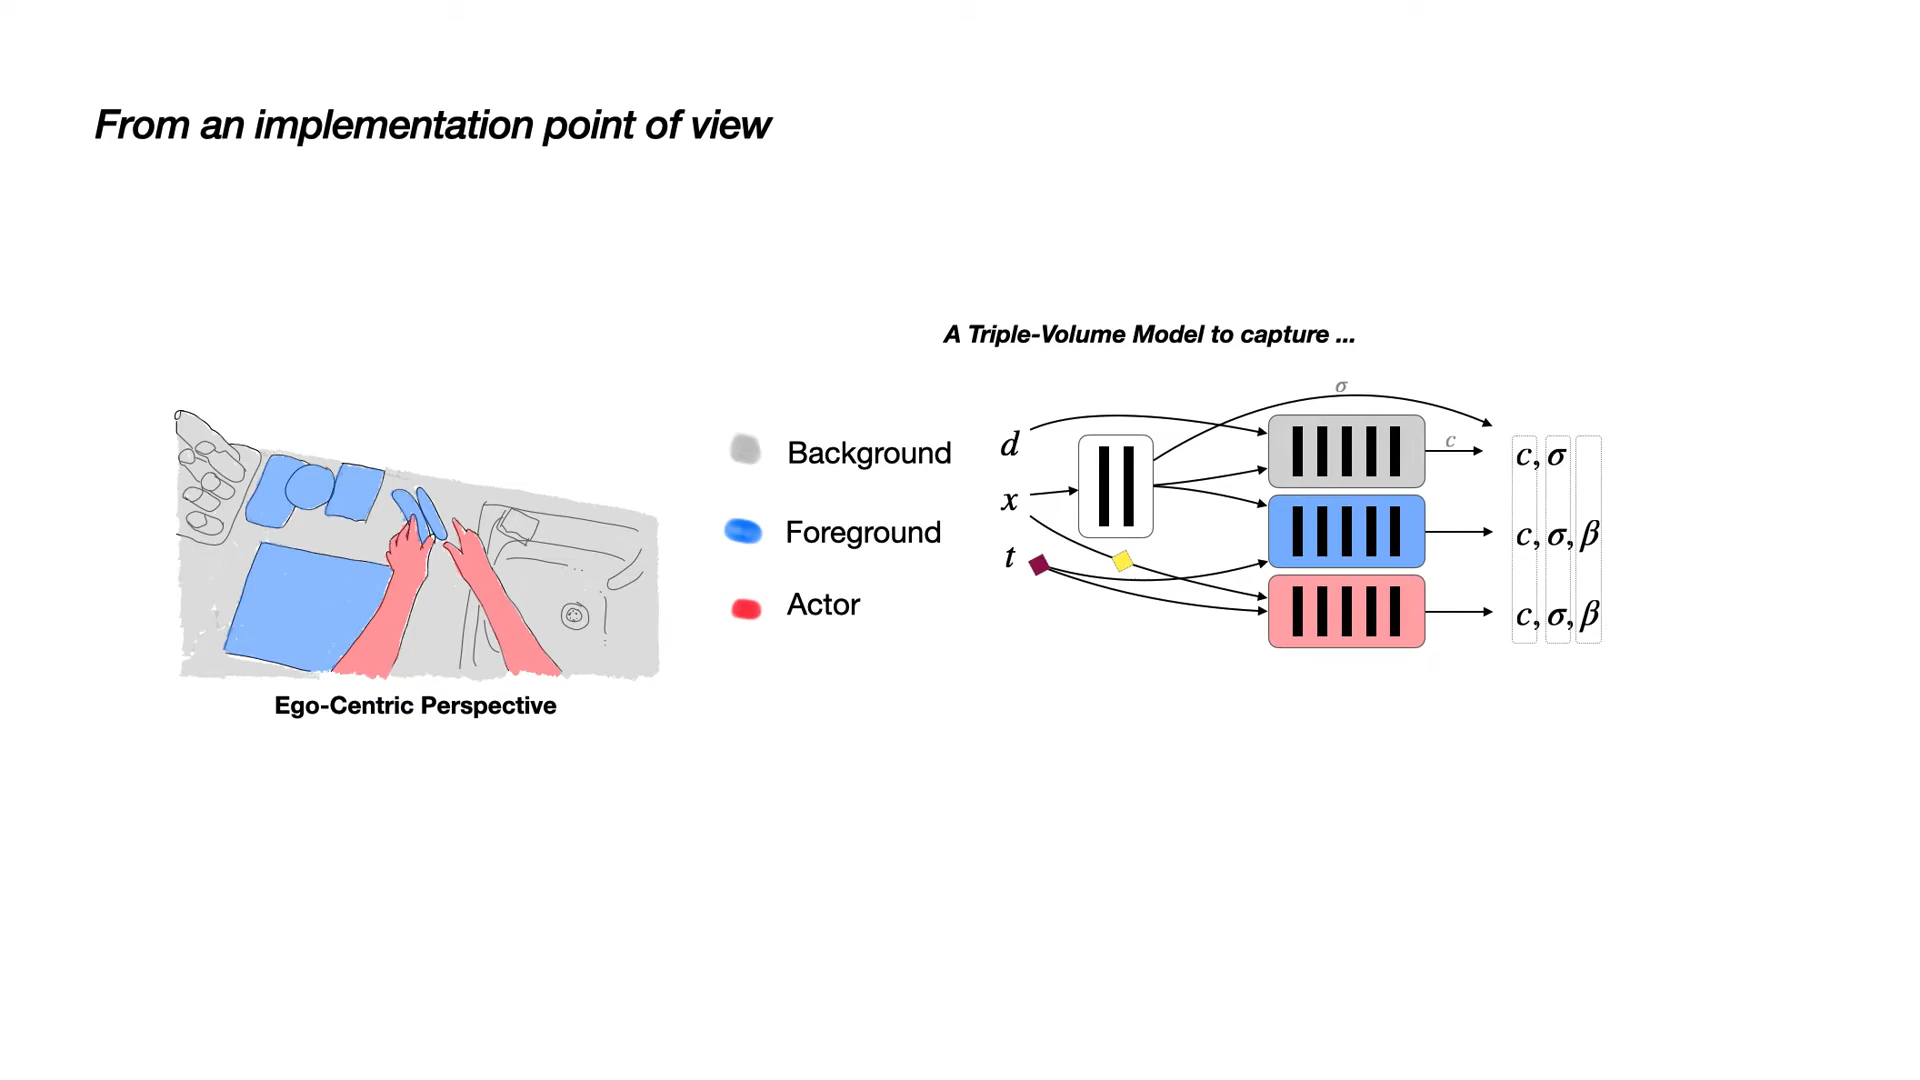 From an implementation point of view
A Triple-Volume Model to capture ...
Background
Foreground
Actor
d
x
t
σ
c
c, σ
c, σ, β
c, σ, β
Ego-Centric Perspective